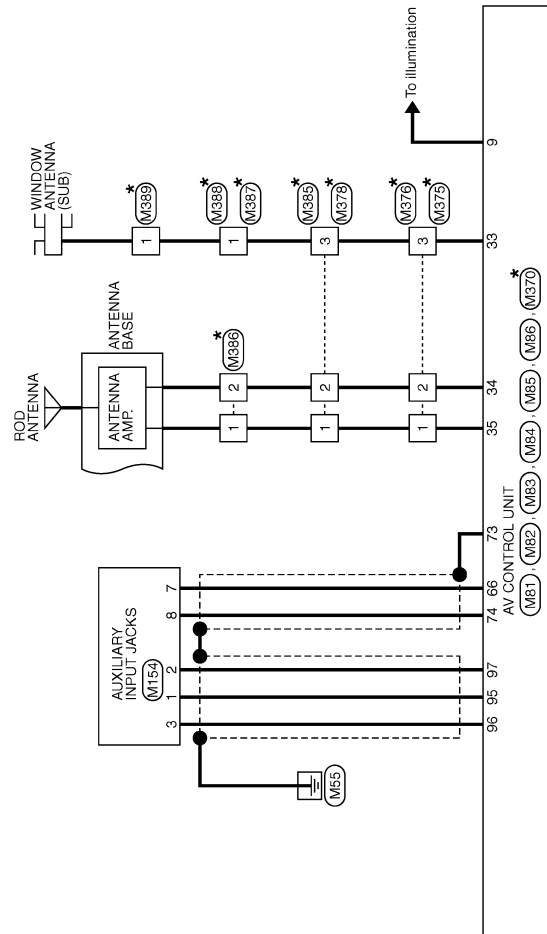 WINDOW
ANTENNA
(SUB)
ROD
ANTENNA
ANTENNA
BASE
ANTENNA
AMP.
1
M389 *
1
M388 *
M387 *
1
2
M386 *
1
2
3
M385 *
M378 *
1
2
3
M376 *
M375 *
To illumination
AUXILIARY
INPUT JACKS
M154
3
1
2
8
7
M55
96
95
97
74
66
73
35
34
33
9
AV CONTROL UNIT
M81 , M82 , M83 , M84 , M85 , M86 , M370 *